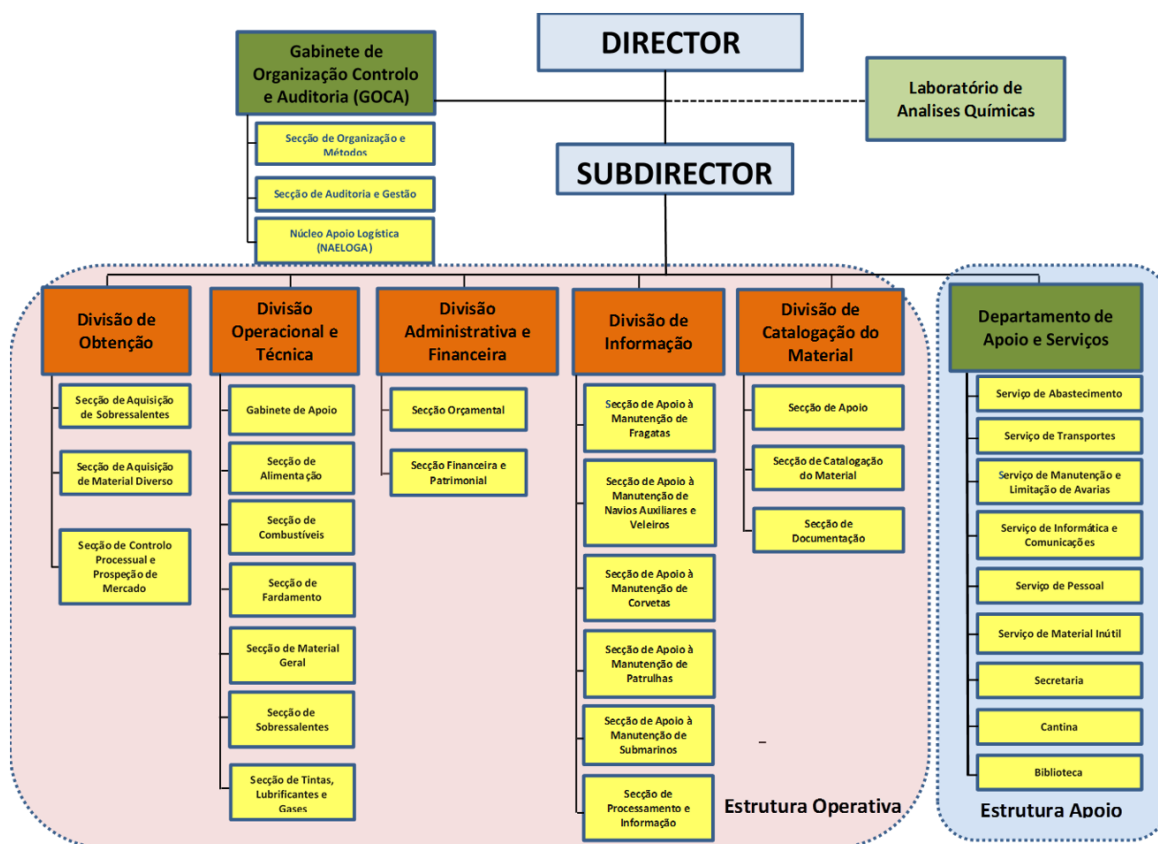 DIRECTOR
Gabinete de
Organização Controlo
e Auditoria (GOCA)
Laboratório de
Analises Químicas
Secção de Organização e
Métodos
Secção de Auditoria e Gestão
Núcleo Apoio Logística
(NAELOGA)
SUBDIRECTOR
Divisão de
Obtenção
Secção de Aquisição
de Sobressalentes
Secção de Aquisição
de Material Diverso
Secção de Controlo
Processual e
Prospeção de
Mercado
Divisão
Operacional e
Técnica
Gabinete de Apoio
Secção de
Alimentação
Secção de
Combustíveis
Secção de
Fardamento
Secção de Material
Geral
Secção de
Sobressalentes
Secção de Tintas,
Lubrificantes e
Gases
Divisão
Administrativa e
Financeira
Secção Orçamental
Secção Financeira e
Patrimonial
Divisão de
Informação
Secção de Apoio à
Manutenção de
Fragatas
Secção de Apoio à
Manutenção de
Navios Auxiliares e
Veleiros
Secção de Apoio à
Manutenção de
Corvetas
Secção de Apoio à
Manutenção de
Patrulhas
Secção de Apoio à
Manutenção de
Submarinos
Secção de
Processamento e
Informação
Divisão de
Catalogação do
Material
Secção de Apoio
Secção de Catalogação
do Material
Secção de
Documentação
Estrutura Operativa
Departamento de
Apoio e Serviços
Serviço de Abastecimento
Serviço de Transportes
Serviço de Manutenção e
Limitação de Avarias
Serviço de Informática e
Comunicações
Serviço de Pessoal
Serviço de Material Inútil
Secretaria
Cantina
Biblioteca
Estrutura Apoio